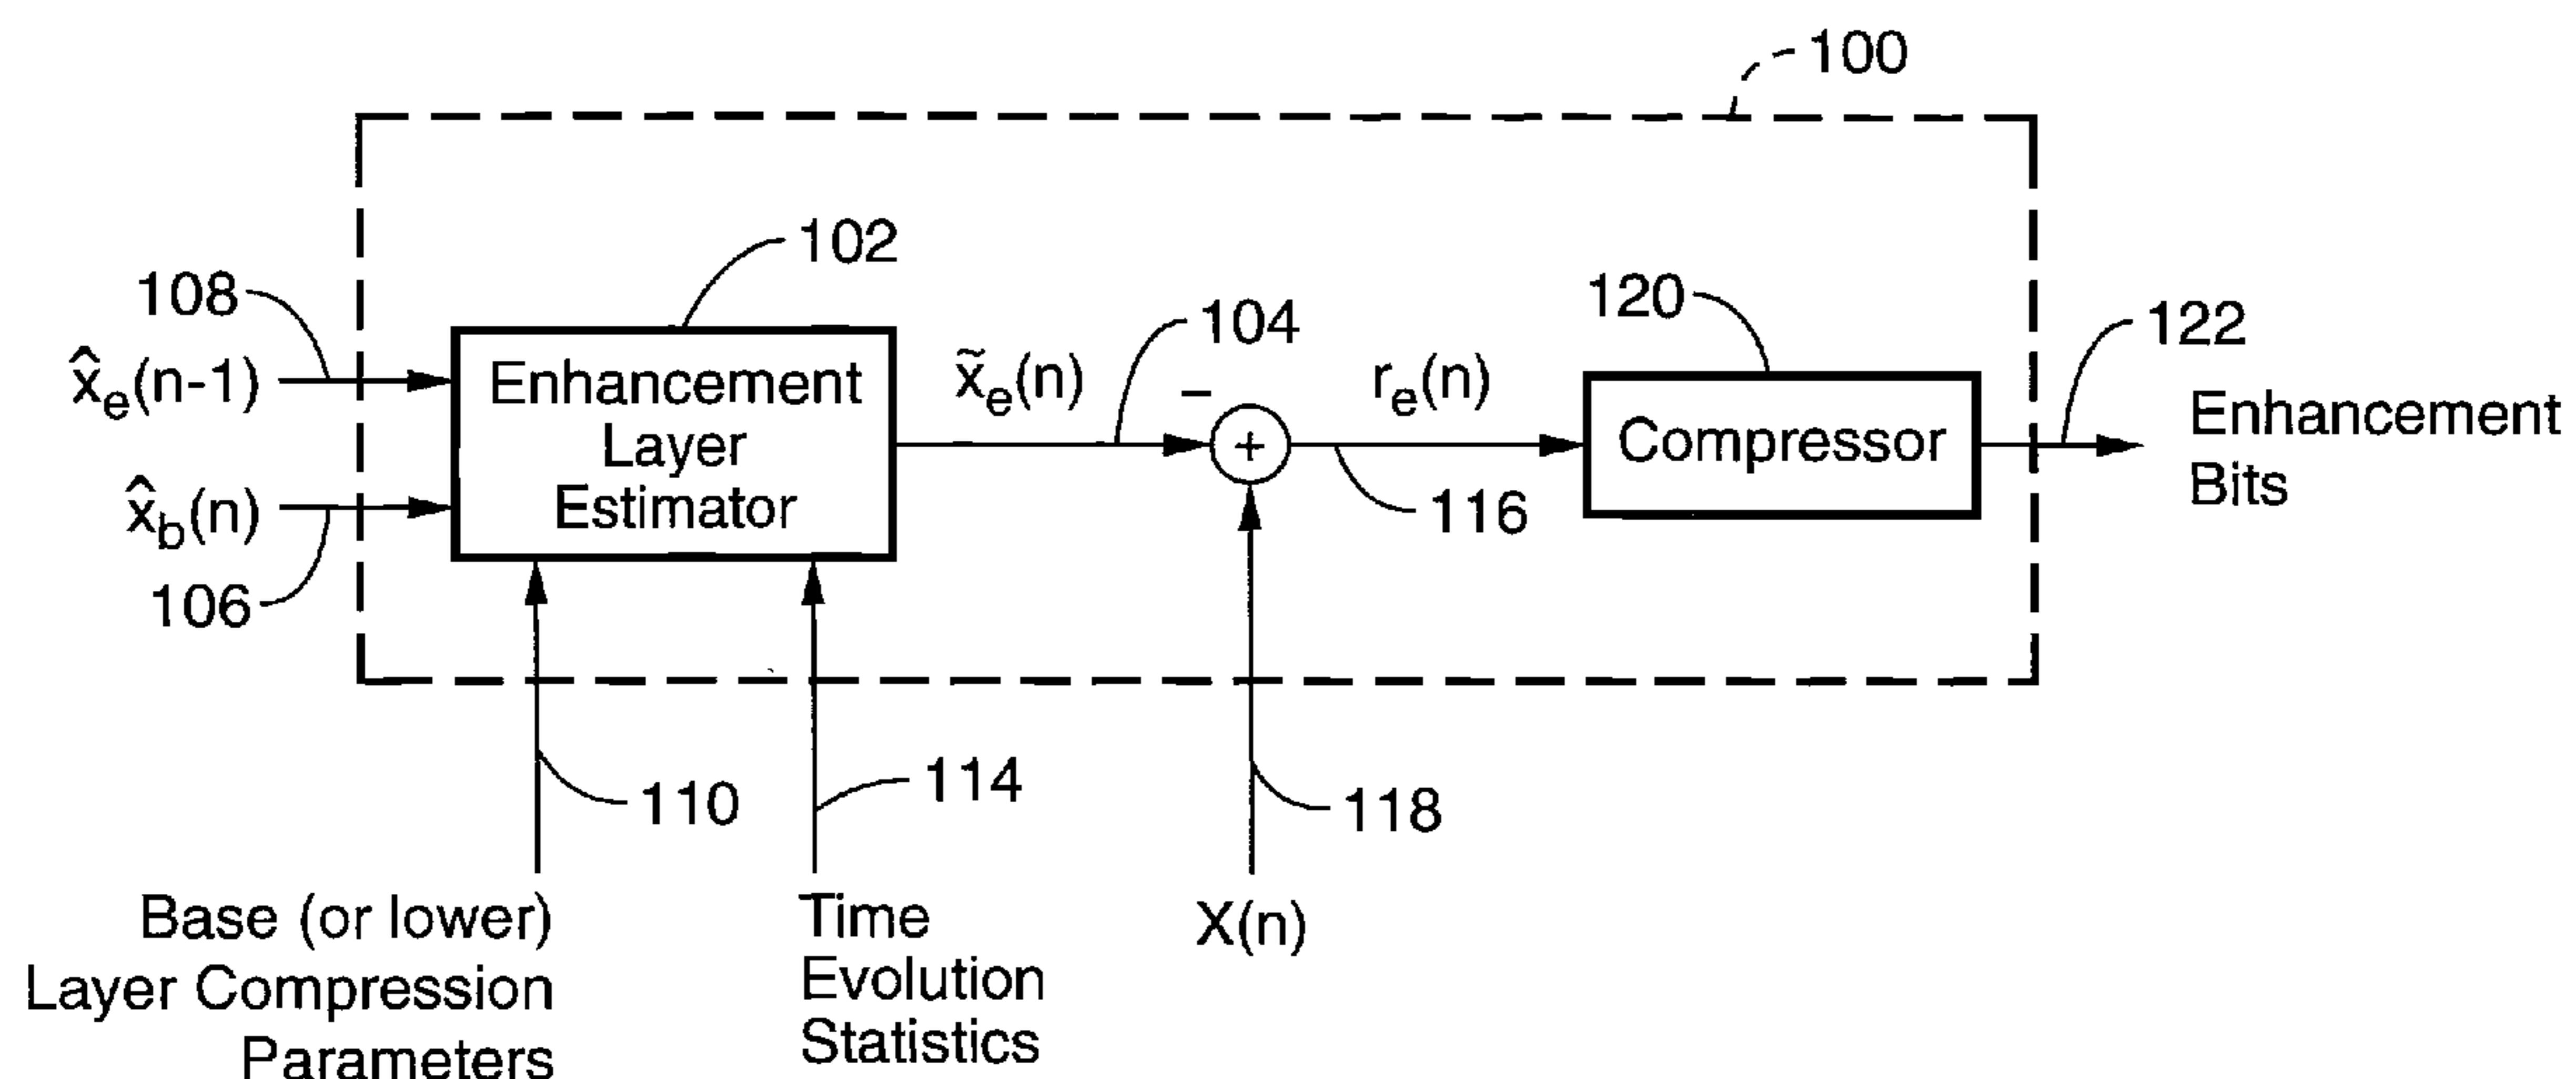 100
102
108
x̂e(n-1)
Enhancement
Layer
Estimator
x̂b(n)
106
x̃e(n)
104
−
+
re(n)
116
120
Compressor
122
Enhancement
Bits
110
114
118
Base (or lower)
Layer Compression
Parameters
Time
Evolution
Statistics
X(n)